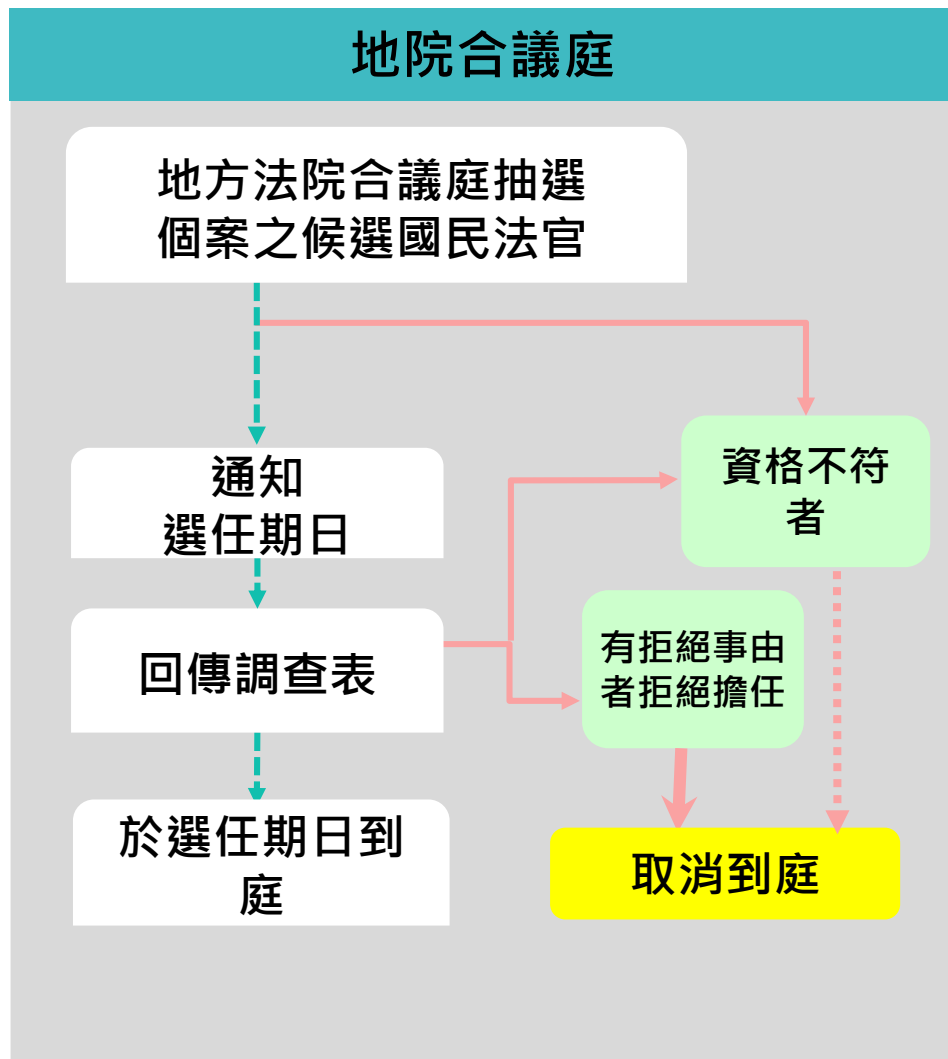 地院合議庭
地方法院合議庭抽選
個案之候選國民法官
通知
選任期日
資格不符
者
回傳調查表
有拒絕事由
者拒絕擔任
於選任期日到
庭
取消到庭